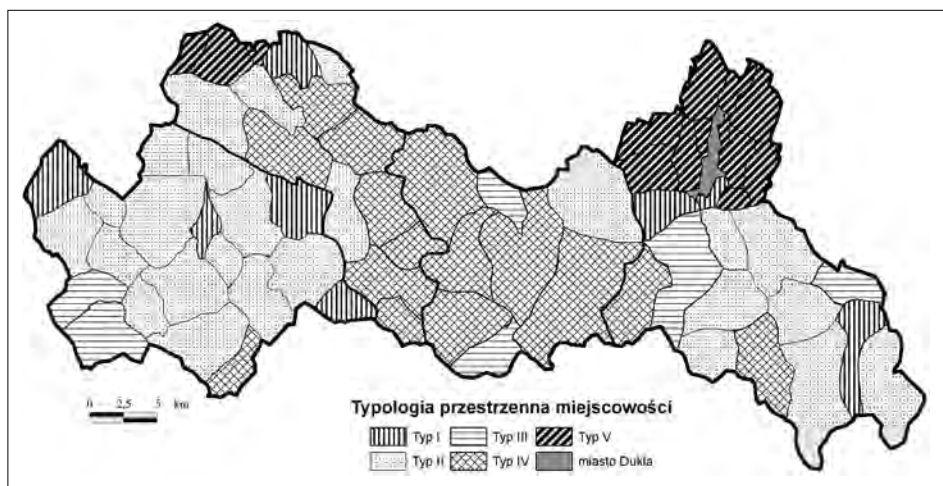 0 2,5 5 km
Typologia przestrzenna miejscowości
Typ I Typ III Typ V
Typ II Typ IV miasto Dukla